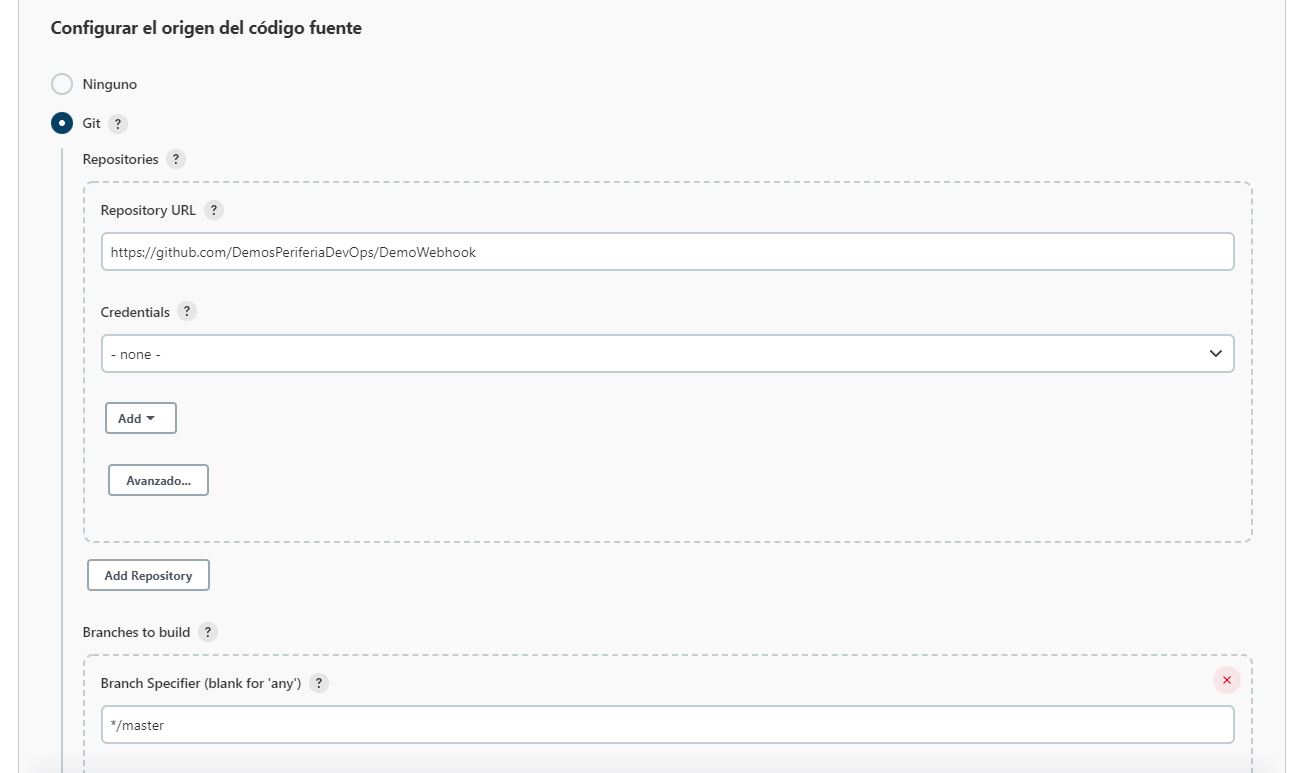 Configurar el origen del código fuente
Ninguno
Git ?
Repositories ?
Repository URL ?
https://github.com/DemosPeriferiaDevOps/DemoWebhook
Credentials ?
- none -
Add
Avanzado...
Add Repository
Branches to build ?
Branch Specifier (blank for 'any') ?
*/master